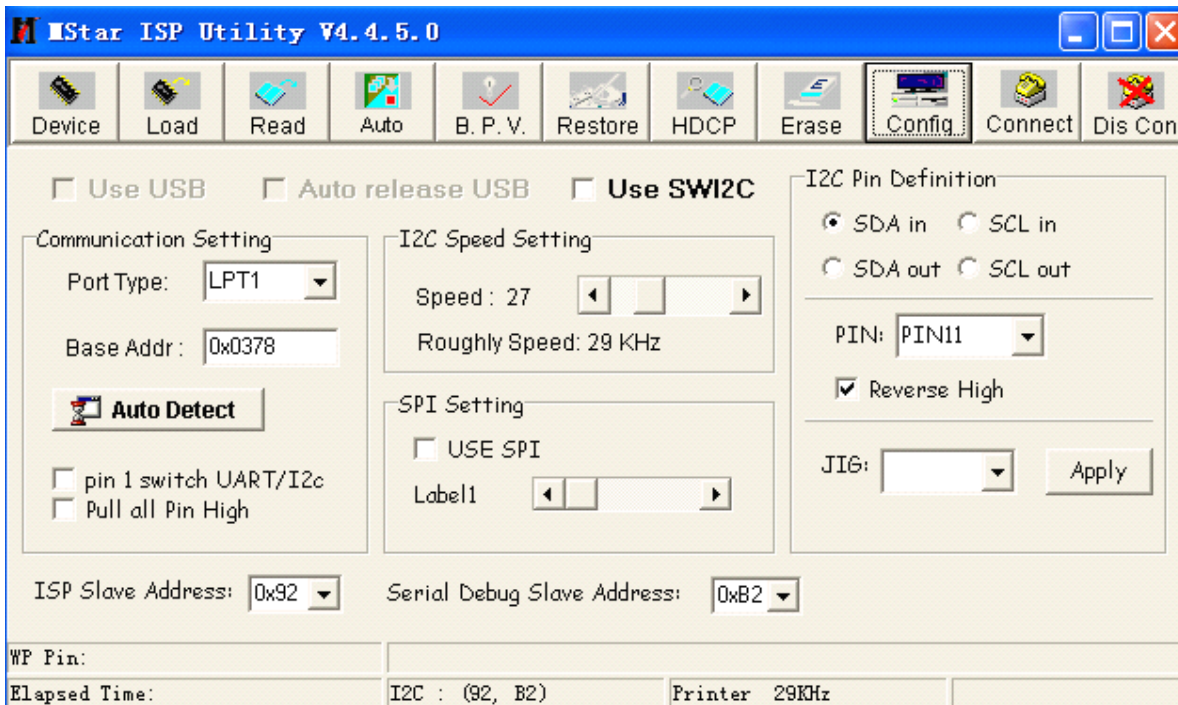 MStar ISP Utility V4.4.5.0
Device Load Read Auto B. P. V. Restore HDCP Erase Config Connect Dis Con
Use USB Auto release USB Use SWI2C
Communication Setting
Port Type: LPT1
Base Addr : 0x0378
Auto Detect
pin 1 switch UART/I2c
Pull all Pin High
I2C Speed Setting
Speed : 27
Roughly Speed: 29 KHz
SPI Setting
USE SPI
Label1
I2C Pin Definition
SDA in SCL in
SDA out SCL out
PIN: PIN11
Reverse High
JIG: Apply
ISP Slave Address: 0x92 Serial Debug Slave Address: 0xB2
WP Pin:
Elapsed Time: I2C : (92, B2) Printer 29KHz